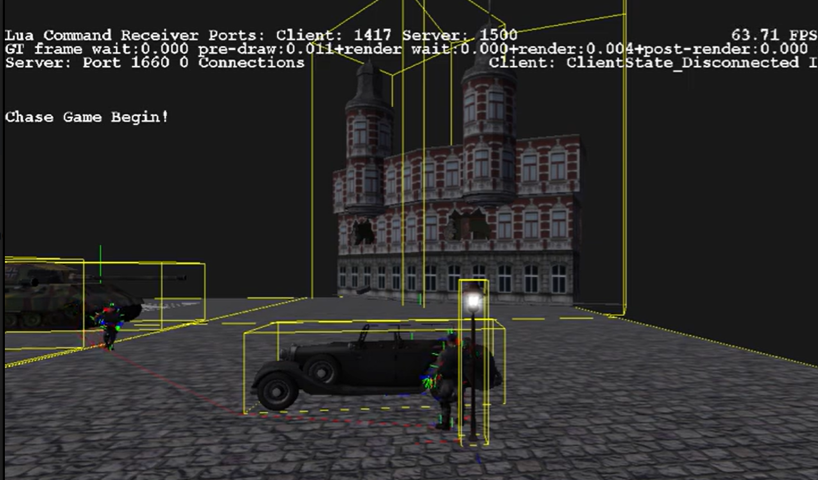 Lua Command Receiver Ports: Client: 1417 Server: 1500 63.71 FPS
GT frame wait:0.000 pre-draw:0.011+render wait:0.000+render:0.004+post-render:0.000
Server: Port 1660 0 Connections Client: ClientState_Disconnected I
Chase Game Begin!